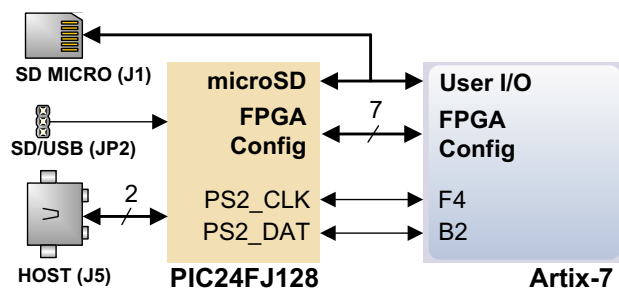 SD MICRO (J1)
microSD
User I/O
SD/USB (JP2)
FPGA
Config
7
FPGA
Config
2
PS2_CLK
F4
PS2_DAT
B2
HOST (J5)
PIC24FJ128
Artix-7